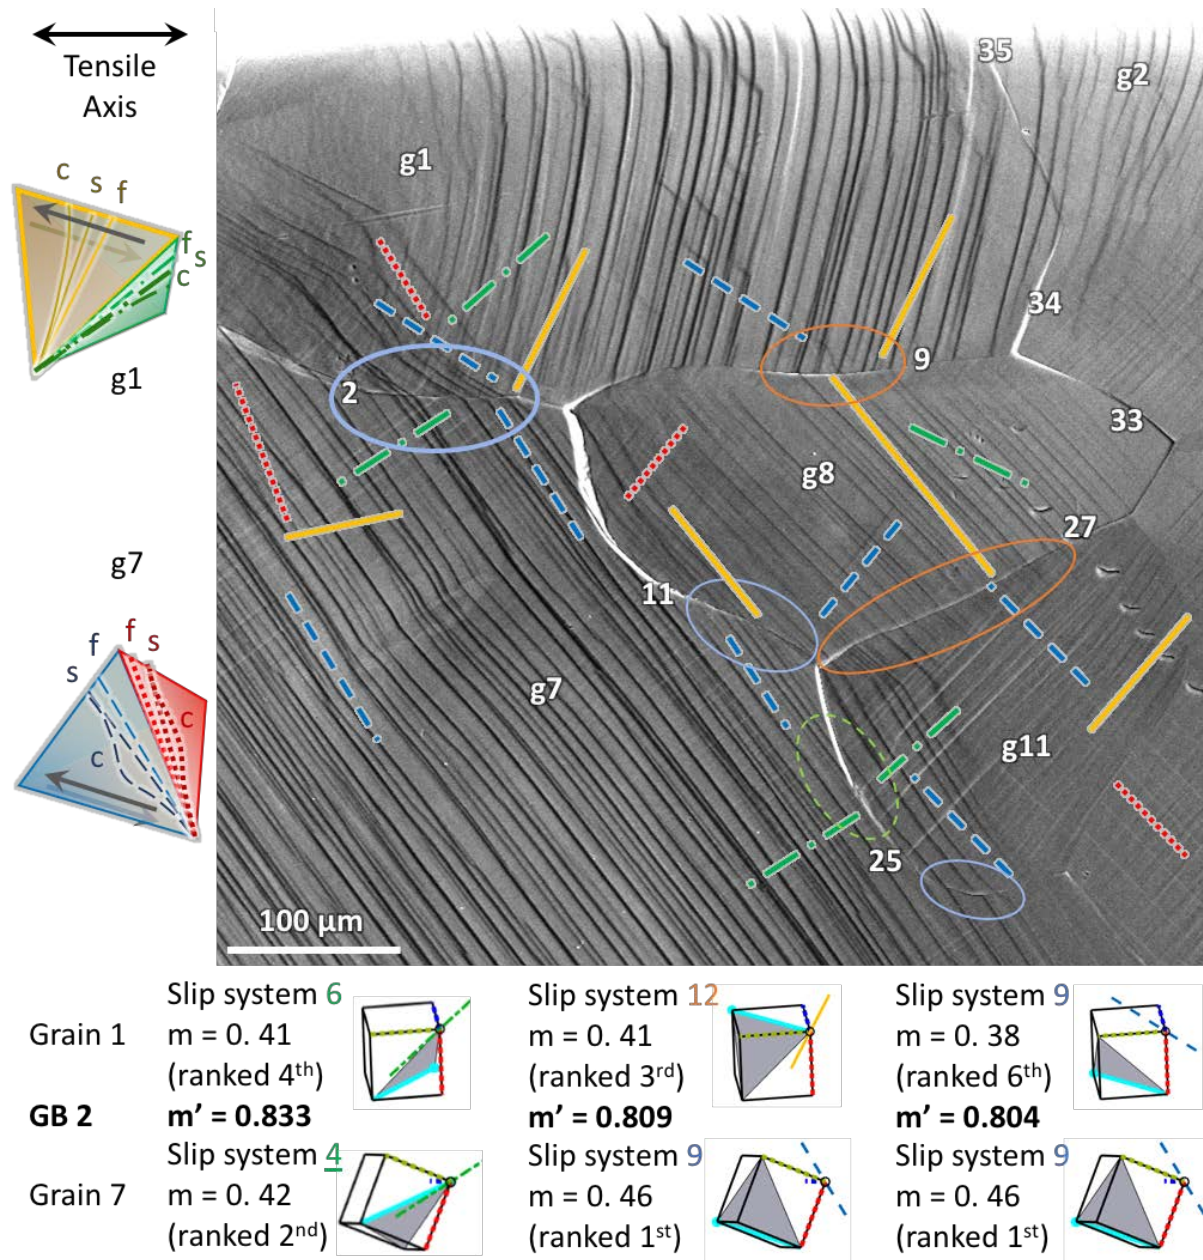 Tensile
Axis
35
g2
g1
c s f
f
s
c
34
g1
2
9
33
g8
27
g7
11
f f s
s
g7
c
c
g11
25
100 µm
Slip system 6
Slip system 12
Slip system 9
Grain 1
m = 0. 41
m = 0. 41
m = 0. 38
(ranked 4th)
(ranked 3rd)
(ranked 6th)
GB 2
m’ = 0.833
m’ = 0.809
m’ = 0.804
Slip system 4
Slip system 9
Slip system 9
Grain 7
m = 0. 42
m = 0. 46
m = 0. 46
(ranked 2nd)
(ranked 1st)
(ranked 1st)